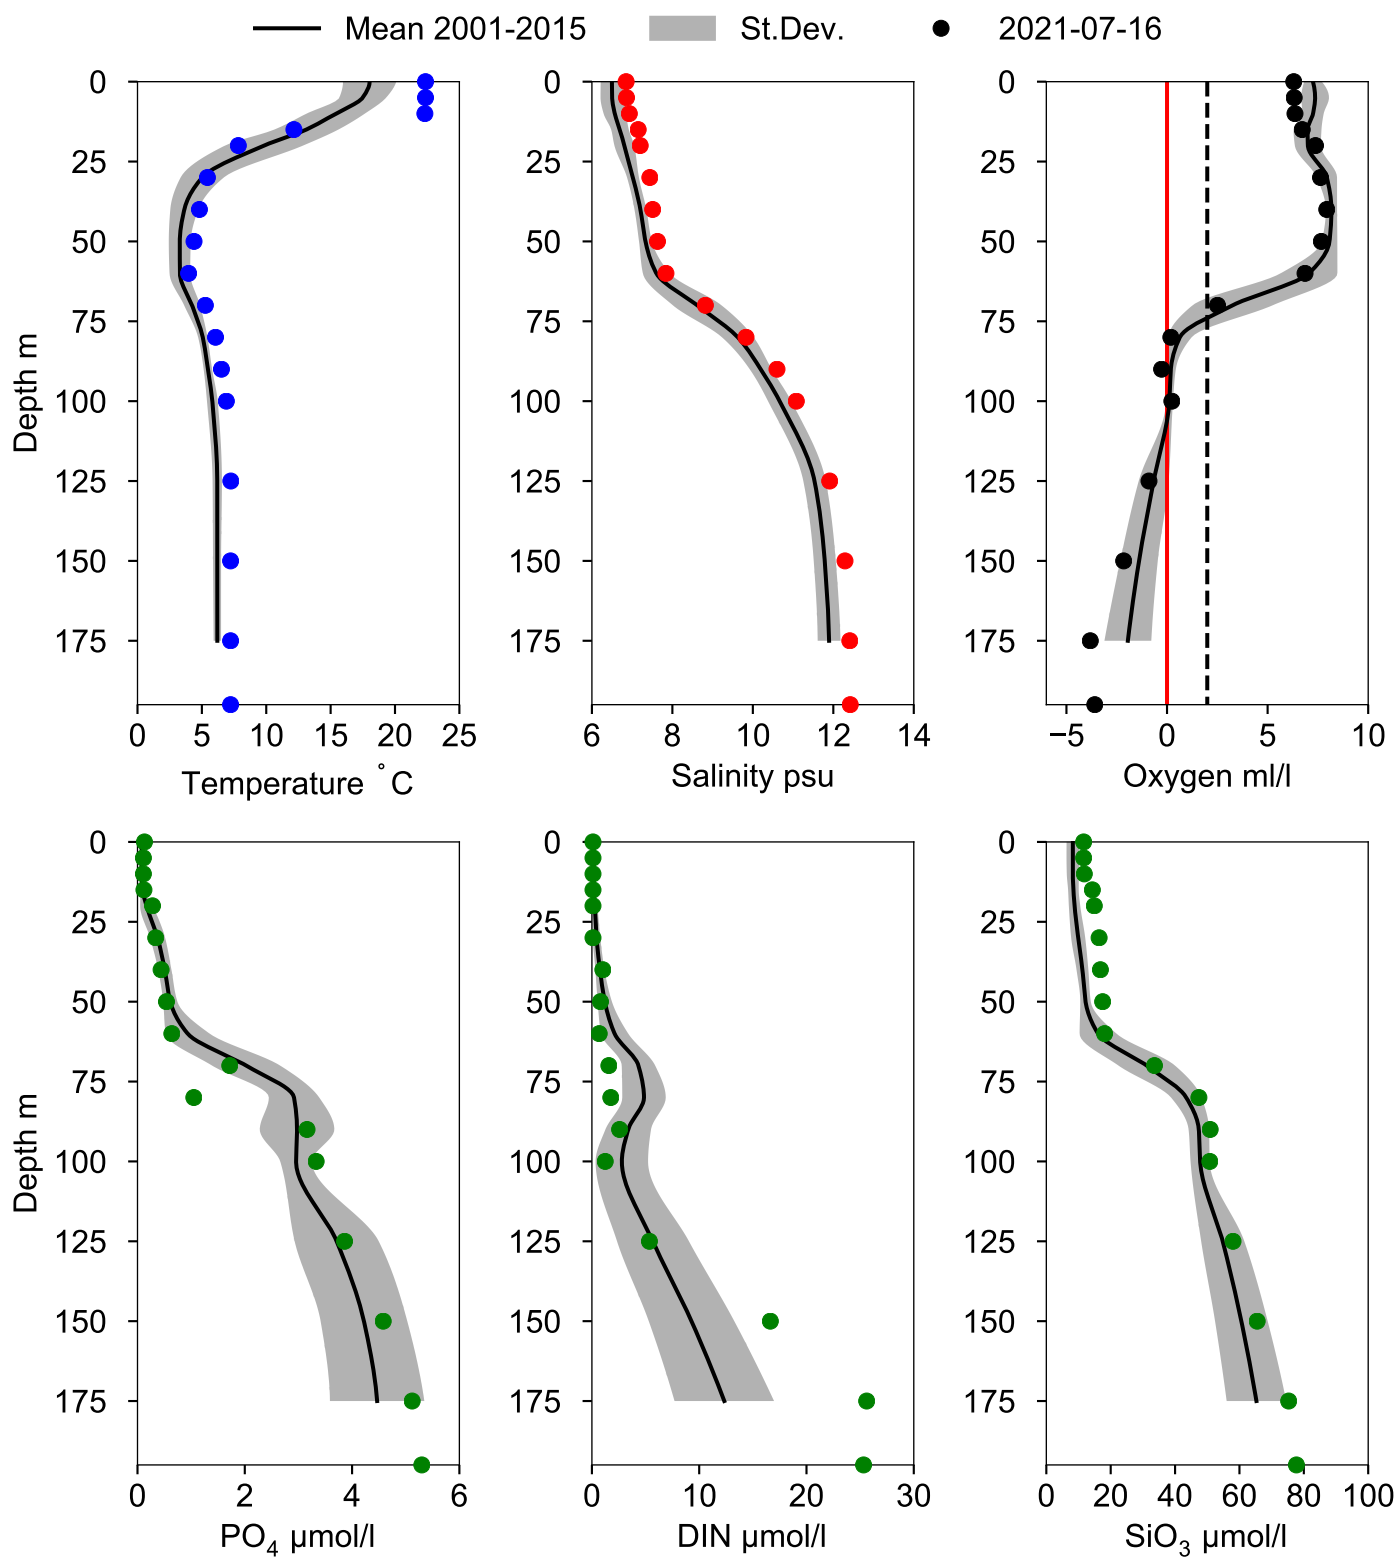 Mean 2001-2015 St.Dev. 2021-07-16
0 0 0
25 25 25
50 50 50
75 75 75
100 100 100
125 125 125
150 150 150
175 175 175
Depth m
0 5 10 15 20 25 6 8 10 12 14 −5 0 5 10
Temperature ˚C Salinity psu Oxygen ml/l
0 0 0
25 25 25
50 50 50
75 75 75
100 100 100
125 125 125
150 150 150
175 175 175
Depth m
0 2 4 6 0 10 20 30 0 20 40 60 80 100
PO₄ µmol/l DIN µmol/l SiO₃ µmol/l